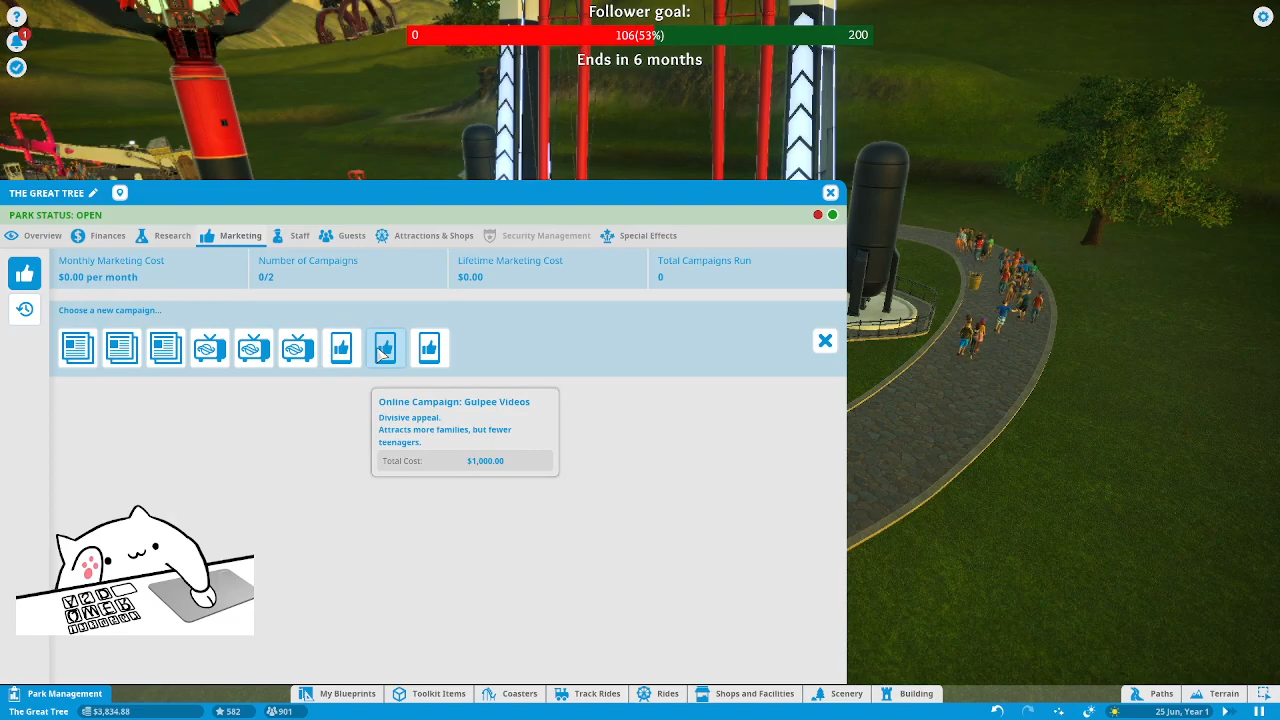 Follower goal:
0 106(53%) 200
Ends in 6 months
?
1
THE GREAT TREE
PARK STATUS: OPEN
Overview Finances Research Marketing Staff Guests Attractions & Shops Security Management Special Effects
Monthly Marketing Cost Number of Campaigns Lifetime Marketing Cost Total Campaigns Run
$0.00 per month 0/2 $0.00 0
Choose a new campaign...
Online Campaign: Gulpee Videos
Divisive appeal.
Attracts more families, but fewer
teenagers.
Total Cost: $1,000.00
Park Management My Blueprints Toolkit Items Coasters Track Rides Rides Shops and Facilities Scenery Building Paths Terrain
The Great Tree $3,834.88 582 901 25 Jun, Year 1